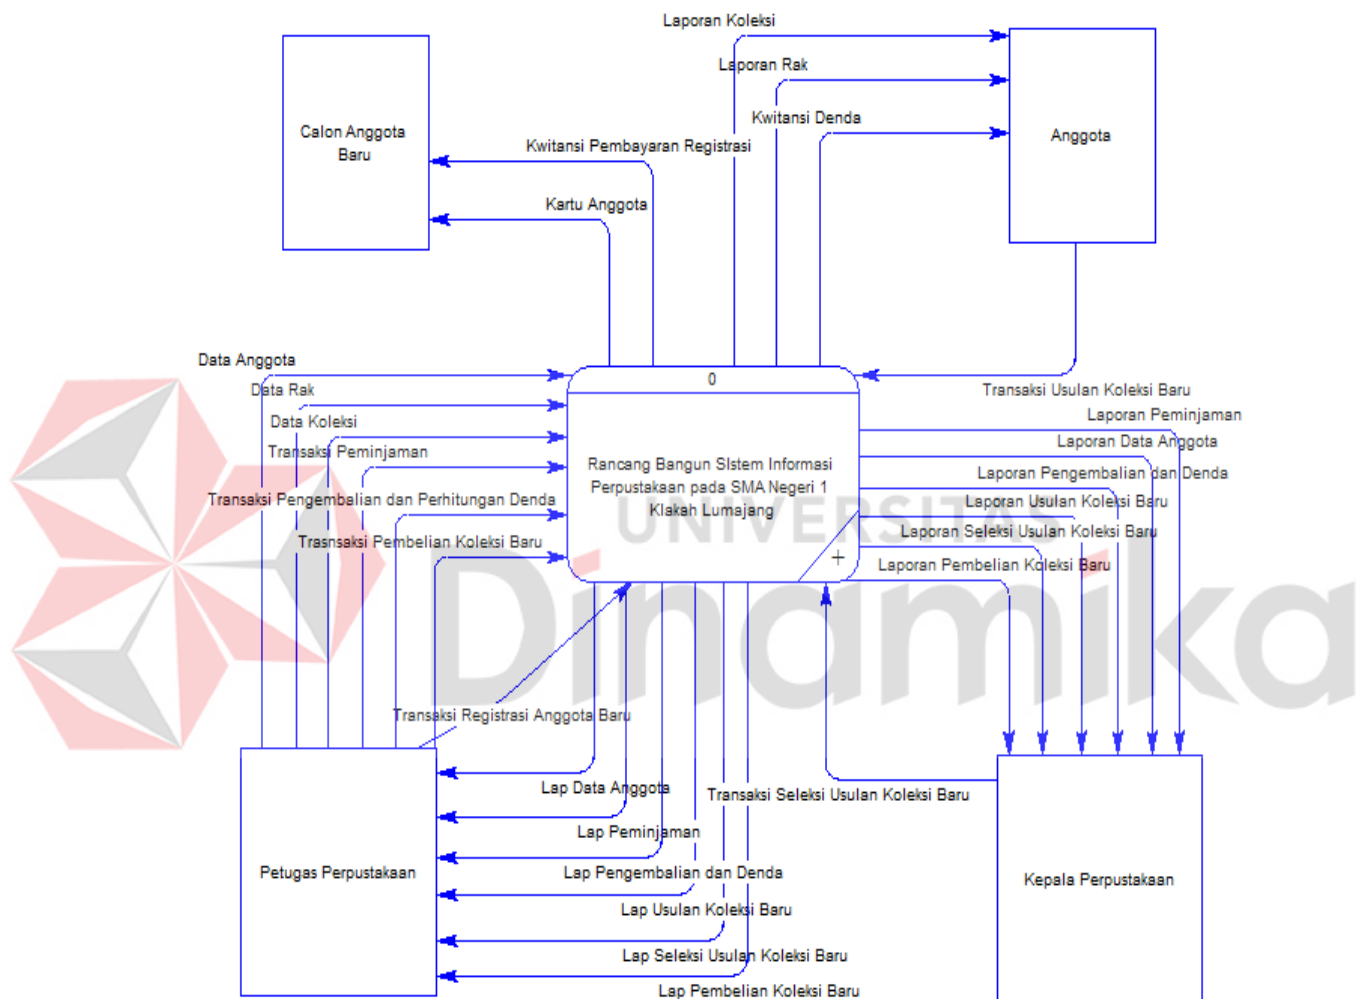 Laporan Koleksi
Laporan Rak
Kwitansi Denda
Calon Anggota
Baru
Anggota
Kwitansi Pembayaran Registrasi
Kartu Anggota
Data Anggota
Data Rak
Data Koleksi
Transaksi Peminjaman
Transaksi Pengembalian dan Perhitungan Denda
Trasnsaksi Pembelian Koleksi Baru
0
Rancang Bangun SIstem Informasi
Perpustakaan pada SMA Negeri 1
Klakah Lumajang
+
Transaksi Usulan Koleksi Baru
Laporan Peminjaman
Laporan Data Anggota
Laporan Pengembalian dan Denda
Laporan Usulan Koleksi Baru
Laporan Seleksi Usulan Koleksi Baru
Laporan Pembelian Koleksi Baru
UNIVERSITAS
Dinamika
Transaksi Registrasi Anggota Baru
Lap Data Anggota
Lap Peminjaman
Lap Pengembalian dan Denda
Lap Usulan Koleksi Baru
Lap Seleksi Usulan Koleksi Baru
Lap Pembelian Koleksi Baru
Transaksi Seleksi Usulan Koleksi Baru
Petugas Perpustakaan
Kepala Perpustakaan